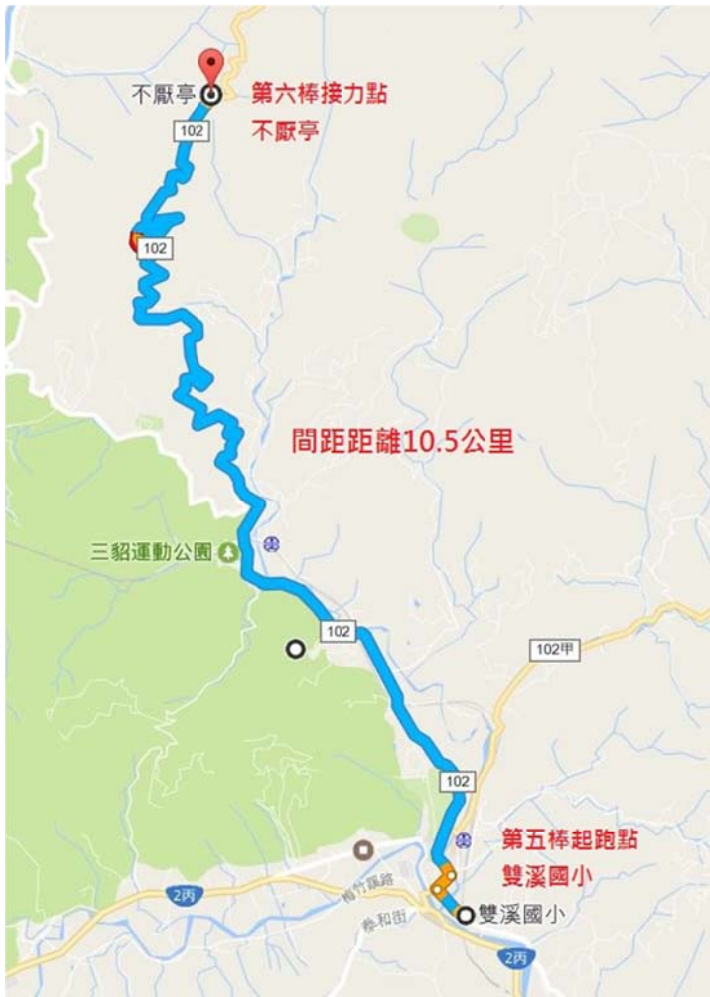 不厭亭
第六棒接力點
不厭亭
102
102
間距距離10.5公里
三貂運動公園
102
102甲
102
第五棒起跑點
雙溪國小
梅竹蹊路
2丙
泰和街
雙溪國小
2丙